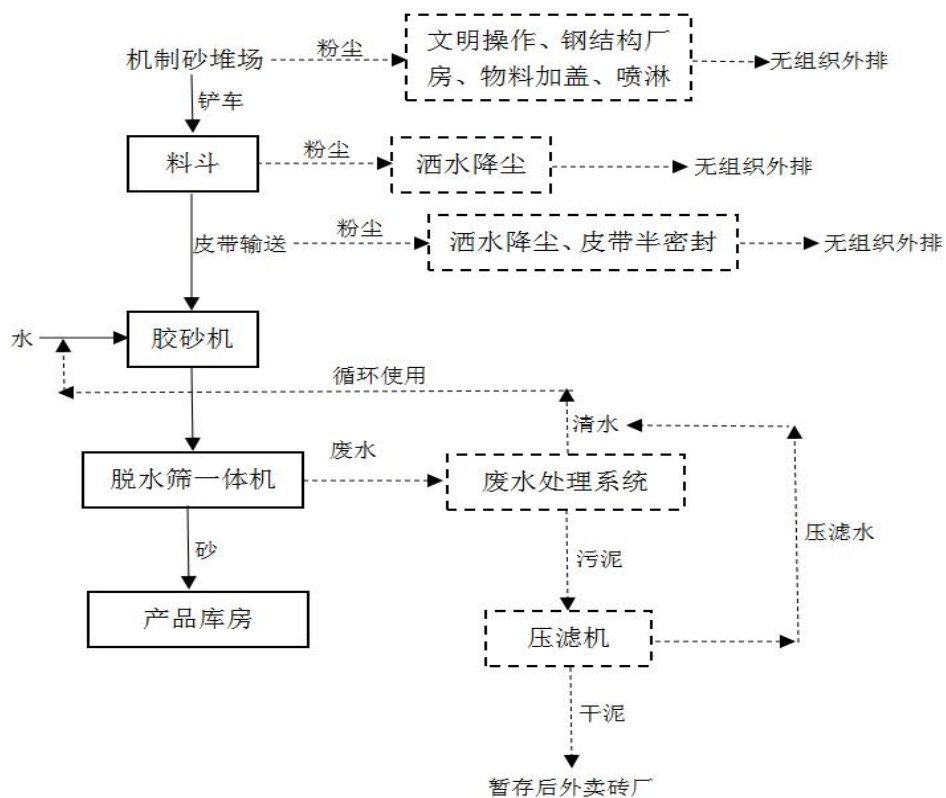 机制砂堆场
粉尘
文明操作、钢结构厂
房、物料加盖、喷淋
无组织外排
铲车
料斗
粉尘
洒水降尘
无组织外排
皮带输送
粉尘
洒水降尘、皮带半密封
无组织外排
水
胶砂机
循环使用
清水
脱水筛一体机
废水
废水处理系统
压滤水
砂
污泥
产品库房
压滤机
干泥
暂存后外卖砖厂